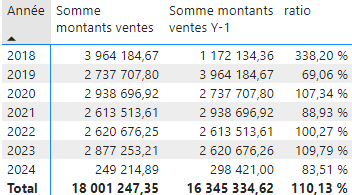 Année Somme montants ventes Somme montants ventes Y-1 ratio
2018 3 964 184,67 1 172 134,36 338,20 %
2019 2 737 707,80 3 964 184,67 69,06 %
2020 2 938 696,92 2 737 707,80 107,34 %
2021 2 613 513,61 2 938 696,92 88,93 %
2022 2 620 676,25 2 613 513,61 100,27 %
2023 2 877 253,21 2 620 676,26 109,79 %
2024 249 214,89 298 421,00 83,51 %
Total 18 001 247,35 16 345 334,62 110,13 %